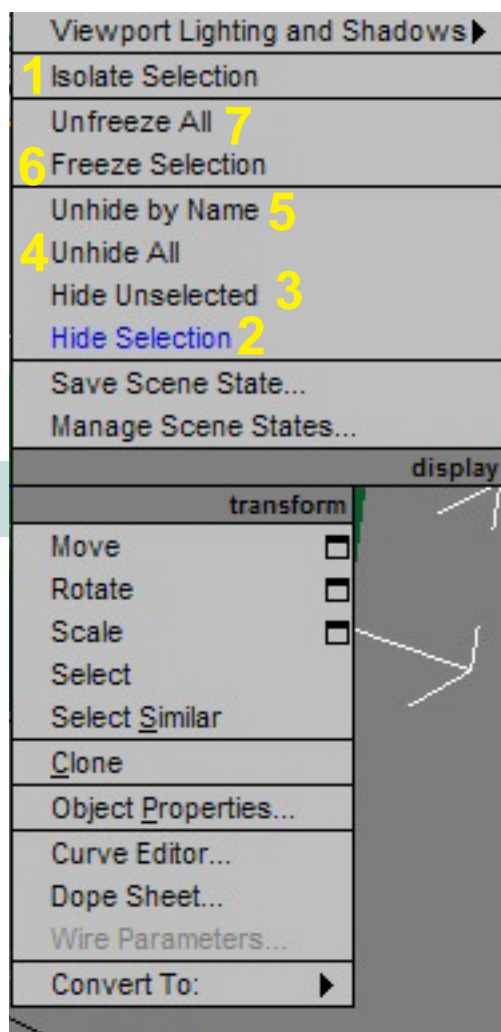 Viewport Lighting and Shadows
1 Isolate Selection
Unfreeze All 7
6 Freeze Selection
Unhide by Name 5
4 Unhide All
Hide Unselected 3
Hide Selection 2
Save Scene State...
Manage Scene States...
display
transform
Move
Rotate
Scale
Select
Select Similar
Clone
Object Properties...
Curve Editor...
Dope Sheet...
Wire Parameters...
Convert To: